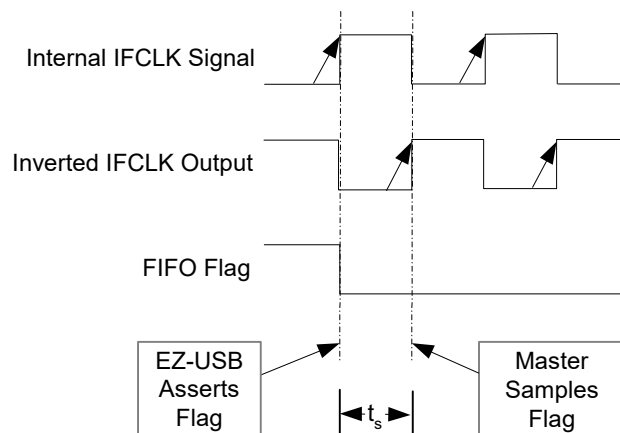 Internal IFCLK Signal
Inverted IFCLK Output
FIFO Flag
EZ-USB
Asserts
Flag
ts
Master
Samples
Flag